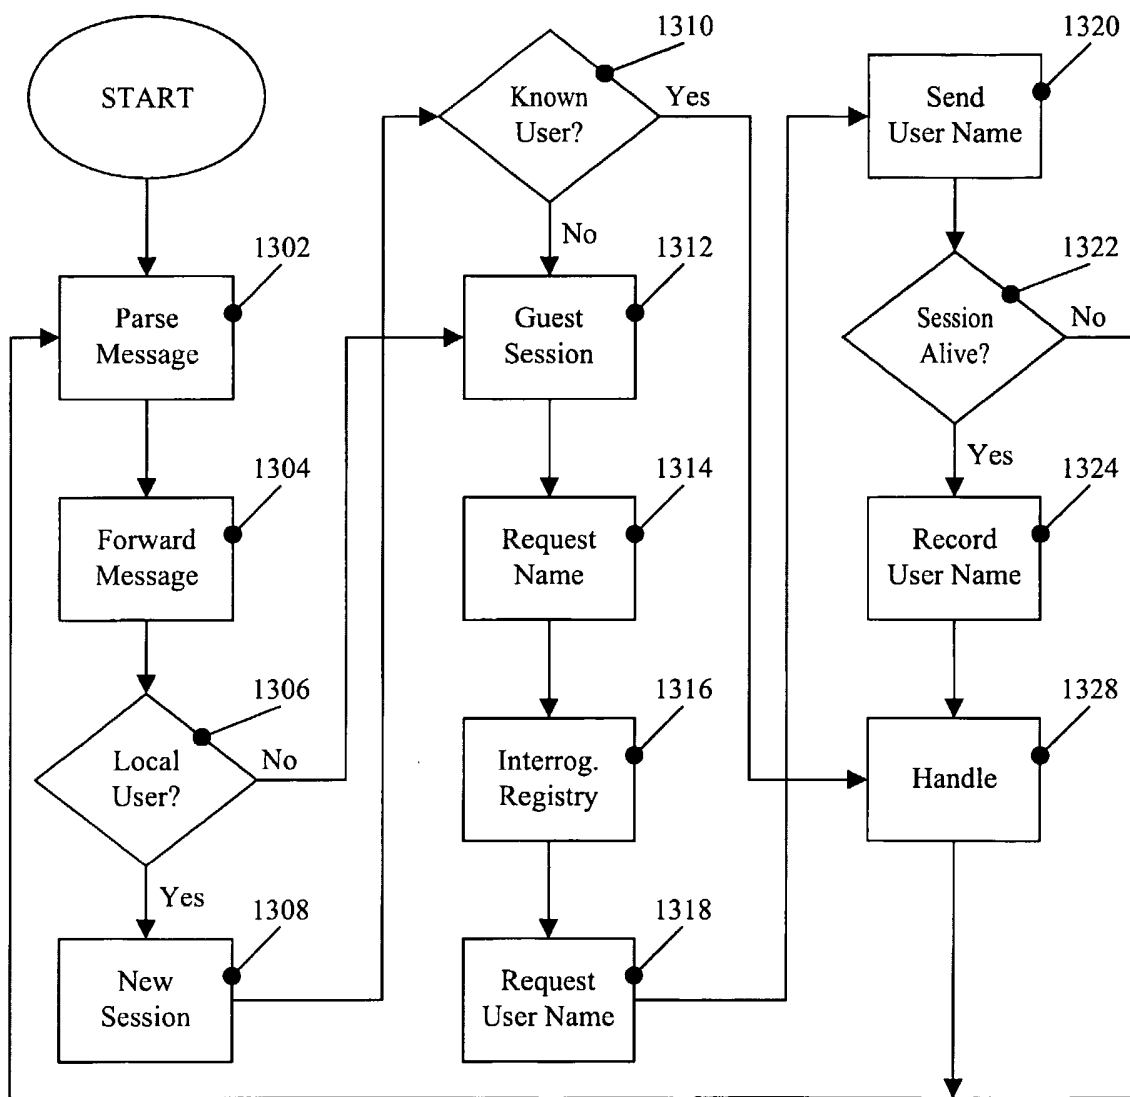 START
1302
Parse
Message
1304
Forward
Message
1306
Local
User?
No
Yes
1308
New
Session
1310
Known
User?
Yes
No
1312
Guest
Session
1314
Request
Name
1316
Interrog.
Registry
1318
Request
User Name
1320
Send
User Name
1322
Session
Alive?
No
Yes
1324
Record
User Name
1328
Handle